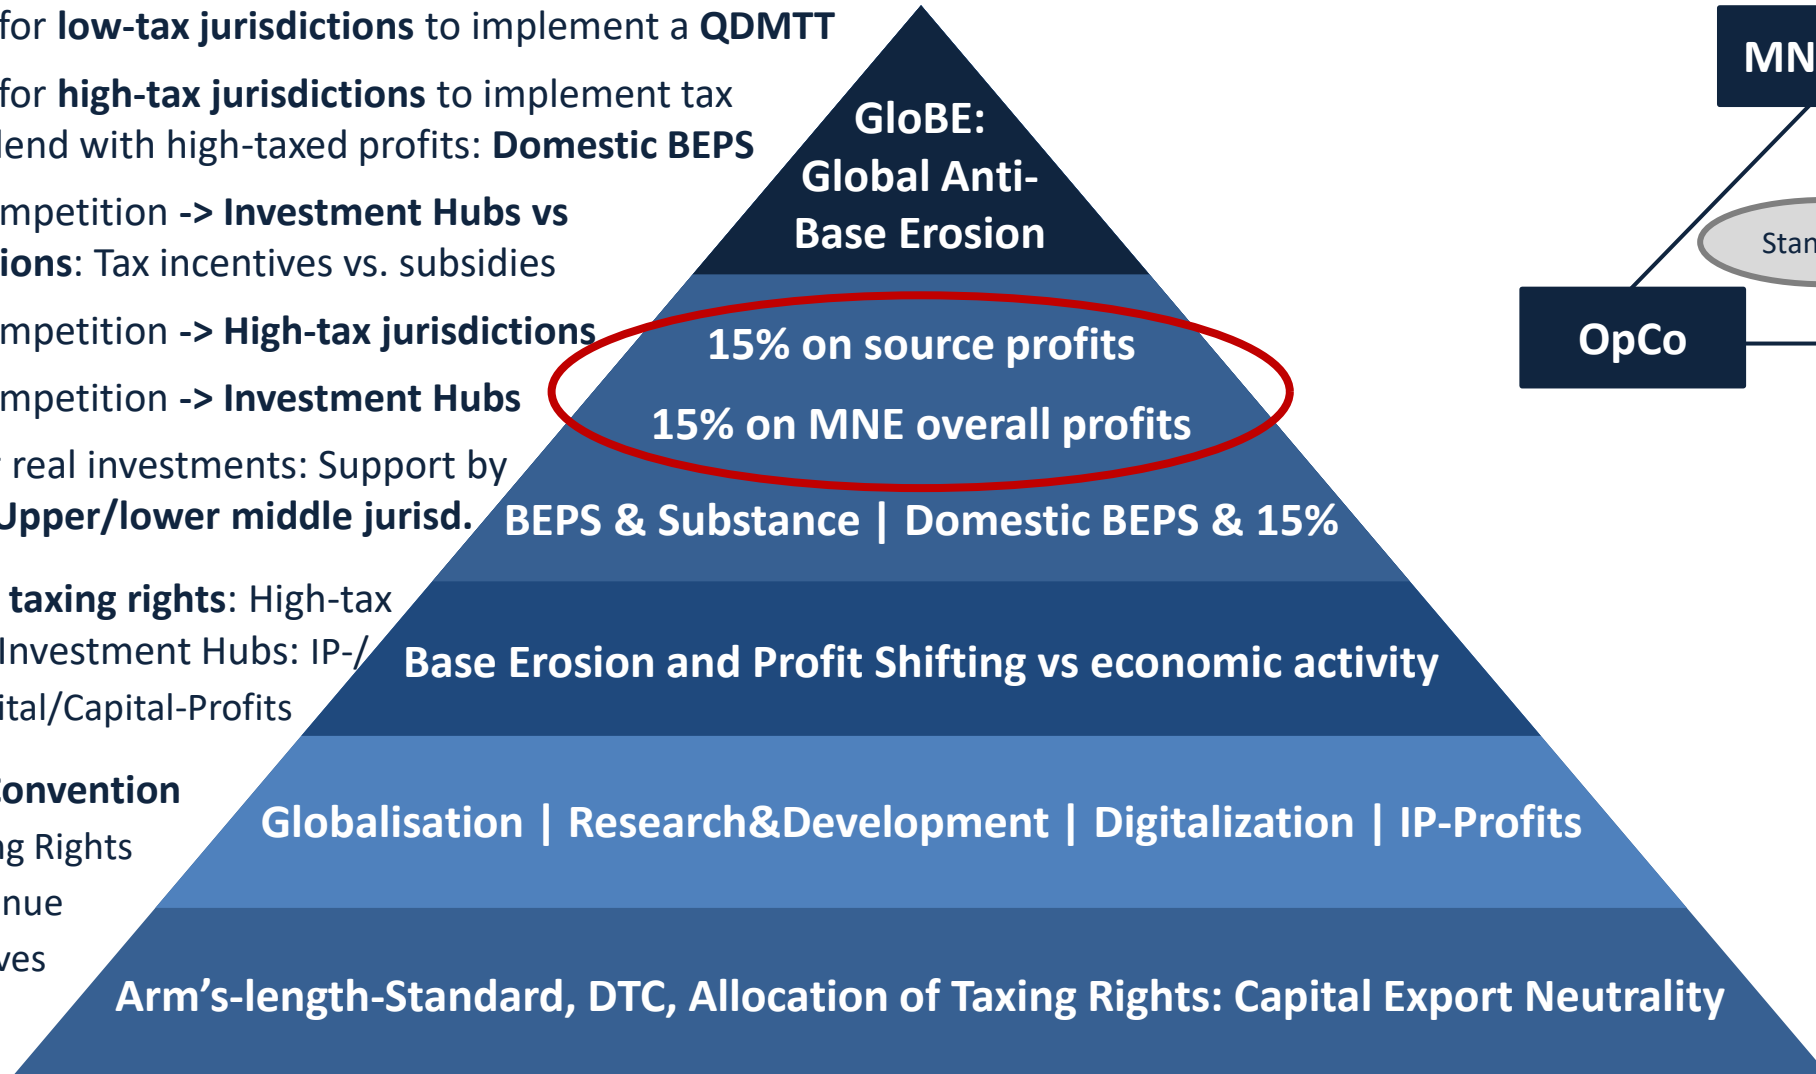 for low-tax jurisdictions to implement a QDMTT
for high-tax jurisdictions to implement tax
lend with high-taxed profits: Domestic BEPS
mpetition -> Investment Hubs vs
ions: Tax incentives vs. subsidies
mpetition -> High-tax jurisdictions
mpetition -> Investment Hubs
real investments: Support by
Upper/lower middle jurisd.
taxing rights: High-tax
Investment Hubs: IP-/
ital/Capital-Profits
Convention
ng Rights
nue
ves
GloBE:
Global Anti-
Base Erosion
15% on source profits
15% on MNE overall profits
BEPS & Substance | Domestic BEPS & 15%
Base Erosion and Profit Shifting vs economic activity
Globalisation | Research&Development | Digitalization | IP-Profits
Arm's-length-Standard, DTC, Allocation of Taxing Rights: Capital Export Neutrality
MN
Stan
OpCo